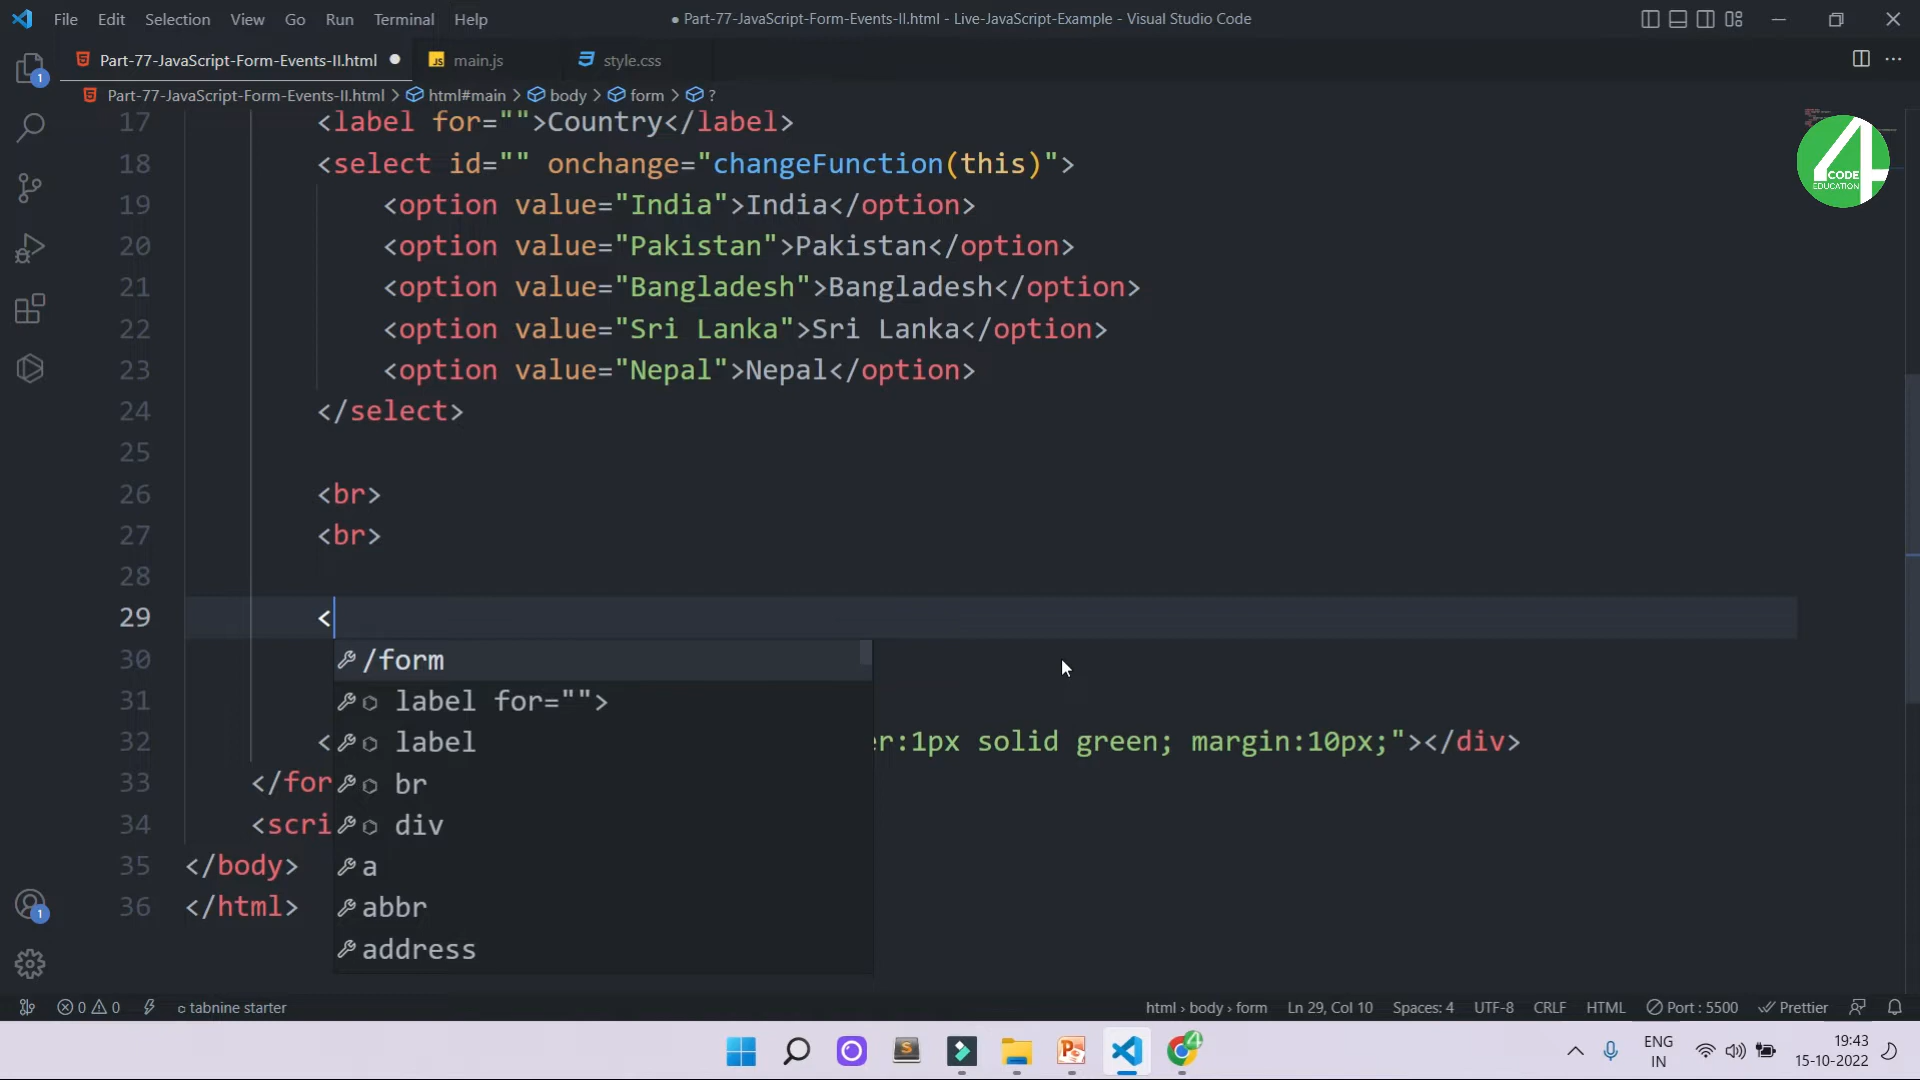 File Edit Selection View Go Run Terminal Help ● Part-77-JavaScript-Form-Events-II.html - Live-JavaScript-Example - Visual Studio Code
Part-77-JavaScript-Form-Events-II.html ● JS main.js style.css
Part-77-JavaScript-Form-Events-II.html > html#main > body > form > ?
4 CODE EDUCATION
17 <label for="">Country</label>
18 <select id="" onchange="changeFunction(this)">
19 <option value="India">India</option>
20 <option value="Pakistan">Pakistan</option>
21 <option value="Bangladesh">Bangladesh</option>
22 <option value="Sri Lanka">Sri Lanka</option>
23 <option value="Nepal">Nepal</option>
24 </select>
25
26 <br>
27 <br>
28
29 <
30 /form
31 label for="">
32 < label er:1px solid green; margin:10px;"></div>
33 </for br
34 <scri div
35 </body> a
36 </html> abbr
address
1
1
0 0 tabnine starter html › body › form Ln 29, Col 10 Spaces: 4 UTF-8 CRLF HTML Port : 5500 Prettier
ENG
IN
19:43
15-10-2022